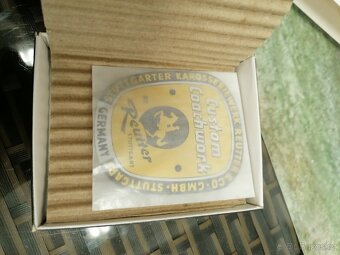 STUTTGARTER KAROSSERIEWERK REUTTER & CO · GMBH · STUTTGART
GERMANY
Custom
Coachwork
Reutter
STUTTGART